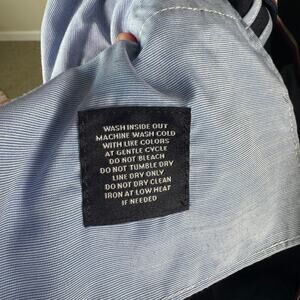 WASH INSIDE OUT
MACHINE WASH COLD
WITH LIKE COLORS
AT GENTLE CYCLE
DO NOT BLEACH
DO NOT TUMBLE DRY
LINE DRY ONLY
DO NOT DRY CLEAN
IRON AT LOW HEAT
IF NEEDED